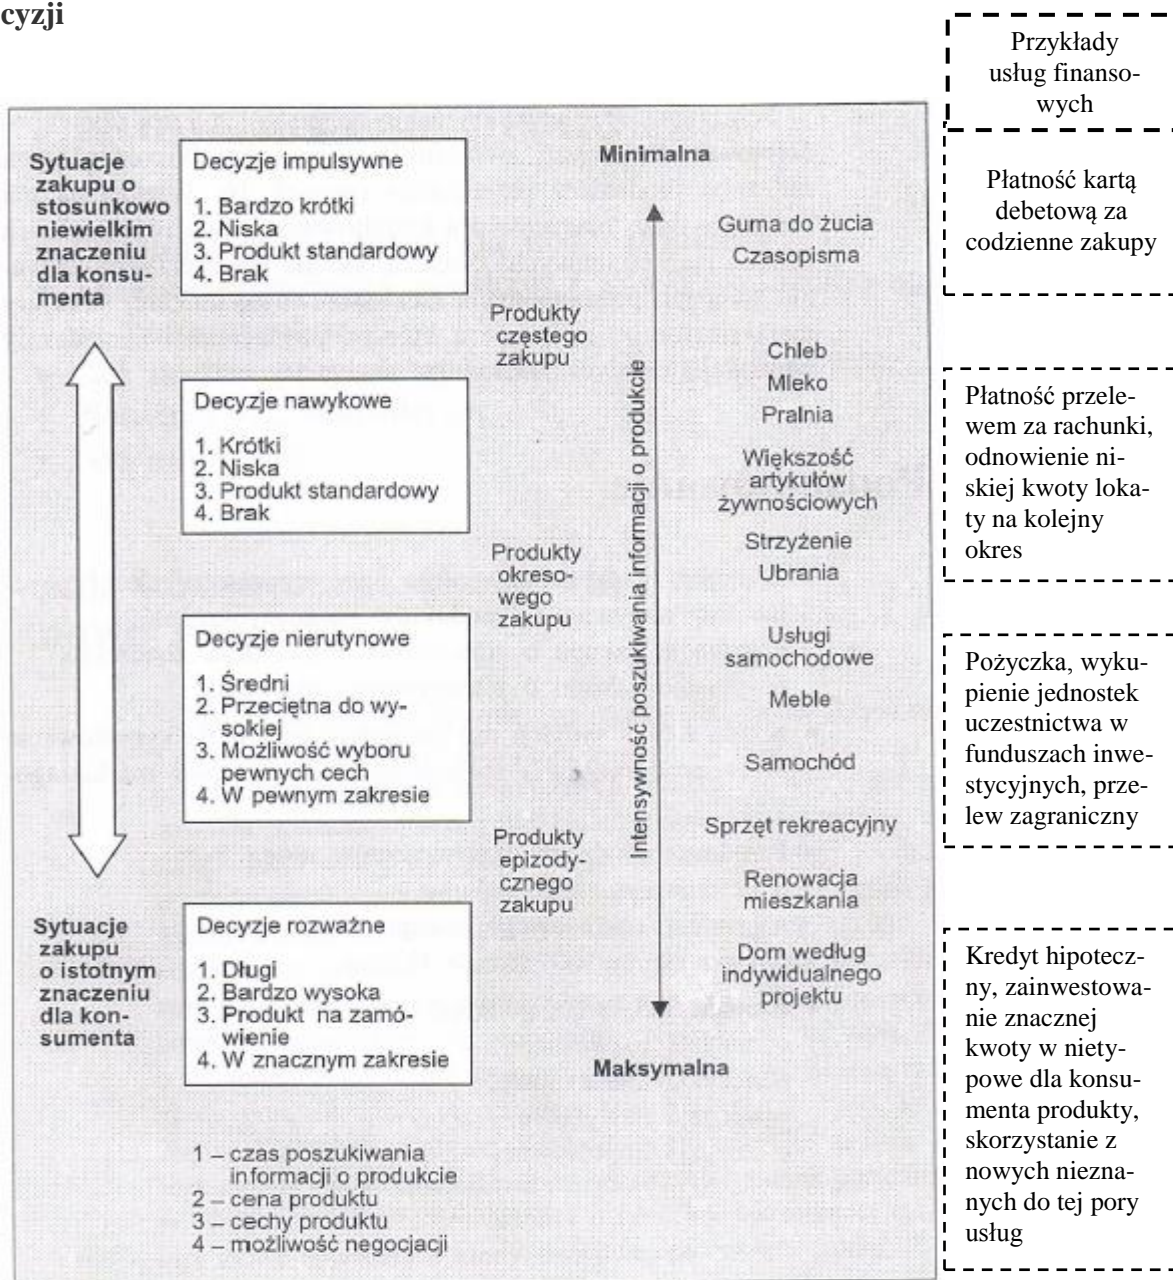 cyzji
Przykłady
usług finanso-
wych
Sytuacje
zakupu o
stosunkowo
niewielkim
znaczeniu
dla konsu-
menta
Decyzje impulsywne
1. Bardzo krótki
2. Niska
3. Produkt standardowy
4. Brak
Minimalna
Guma do żucia
Czasopisma
Płatność kartą
debetową za
codzienne zakupy
Produkty
częstego
zakupu
Decyzje nawykowe
1. Krótki
2. Niska
3. Produkt standardowy
4. Brak
Intensywność poszukiwania informacji o produkcie
Chleb
Mleko
Pralnia
Większość
artykułów
żywnościowych
Strzyżenie
Ubrania
Płatność przele-
wem za rachunki,
odnowienie ni-
skiej kwoty loka-
ty na kolejny
okres
Produkty
okreso-
wego
zakupu
Decyzje nierutynowe
1. Średni
2. Przeciętna do wy-
sokiej
3. Możliwość wyboru
pewnych cech
4. W pewnym zakresie
Usługi
samochodowe
Meble
Samochód
Sprzęt rekreacyjny
Pożyczka, wyku-
pienie jednostek
uczestnictwa w
funduszach inwe-
stycyjnych, prze-
lew zagraniczny
Produkty
epizody-
cznego
zakupu
Renowacja
mieszkania
Dom według
indywidualnego
projektu
Sytuacje
zakupu
o istotnym
znaczeniu
dla kon-
sumenta
Decyzje rozważne
1. Długi
2. Bardzo wysoka
3. Produkt na zamó-
wienie
4. W znacznym zakresie
Maksymalna
Kredyt hipotecz-
ny, zainwestowa-
nie znacznej
kwoty w niety-
powe dla konsu-
menta produkty,
skorzystanie z
nowych niezna-
nych do tej pory
usług
1 – czas poszukiwania
informacji o produkcie
2 – cena produktu
3 – cechy produktu
4 – możliwość negocjacji